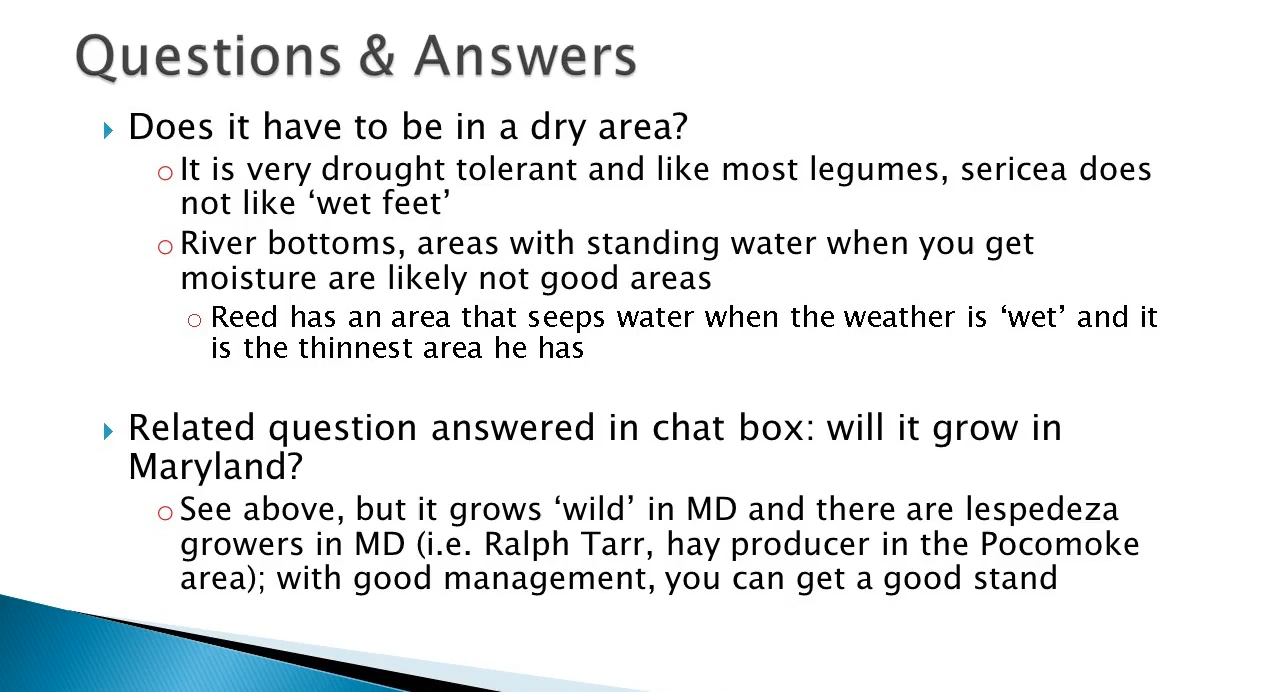 Questions & Answers
Does it have to be in a dry area?
It is very drought tolerant and like most legumes, sericea does
not like ‘wet feet’
River bottoms, areas with standing water when you get
moisture are likely not good areas
Reed has an area that seeps water when the weather is ‘wet’ and it
is the thinnest area he has
Related question answered in chat box: will it grow in
Maryland?
See above, but it grows ‘wild’ in MD and there are lespedeza
growers in MD (i.e. Ralph Tarr, hay producer in the Pocomoke
area); with good management, you can get a good stand